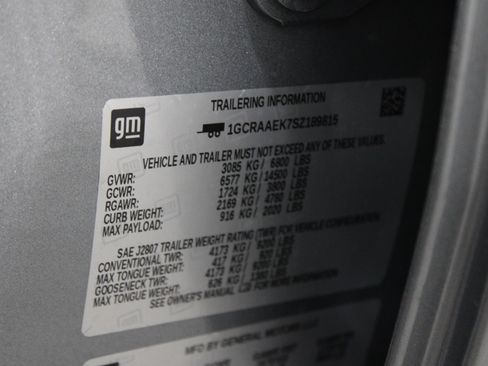 gm
TRAILERING INFORMATION
1GCRAAEK7SZ189815
VEHICLE AND TRAILER MUST NOT EXCEED ANY OF THESE
GVWR: 3085 KG / 6800 LBS
GCWR: 6577 KG / 14500 LBS
RGAWR: 1724 KG / 3800 LBS
CURB WEIGHT: 2169 KG / 4780 LBS
MAX PAYLOAD: 916 KG / 2020 LBS
SAE J2807 TRAILER WEIGHT RATING (TWR) FOR VEHICLE CONFIGURATION
CONVENTIONAL TWR: 4173 KG / 9200 LBS
MAX TONGUE WEIGHT: 417 KG / 920 LBS
GOOSENECK TWR: 4173 KG / 9200 LBS
MAX TONGUE WEIGHT: 626 KG / 1380 LBS
SEE OWNER'S MANUAL FOR MORE INFORMATION
MFD BY GENERAL MOTORS LLC